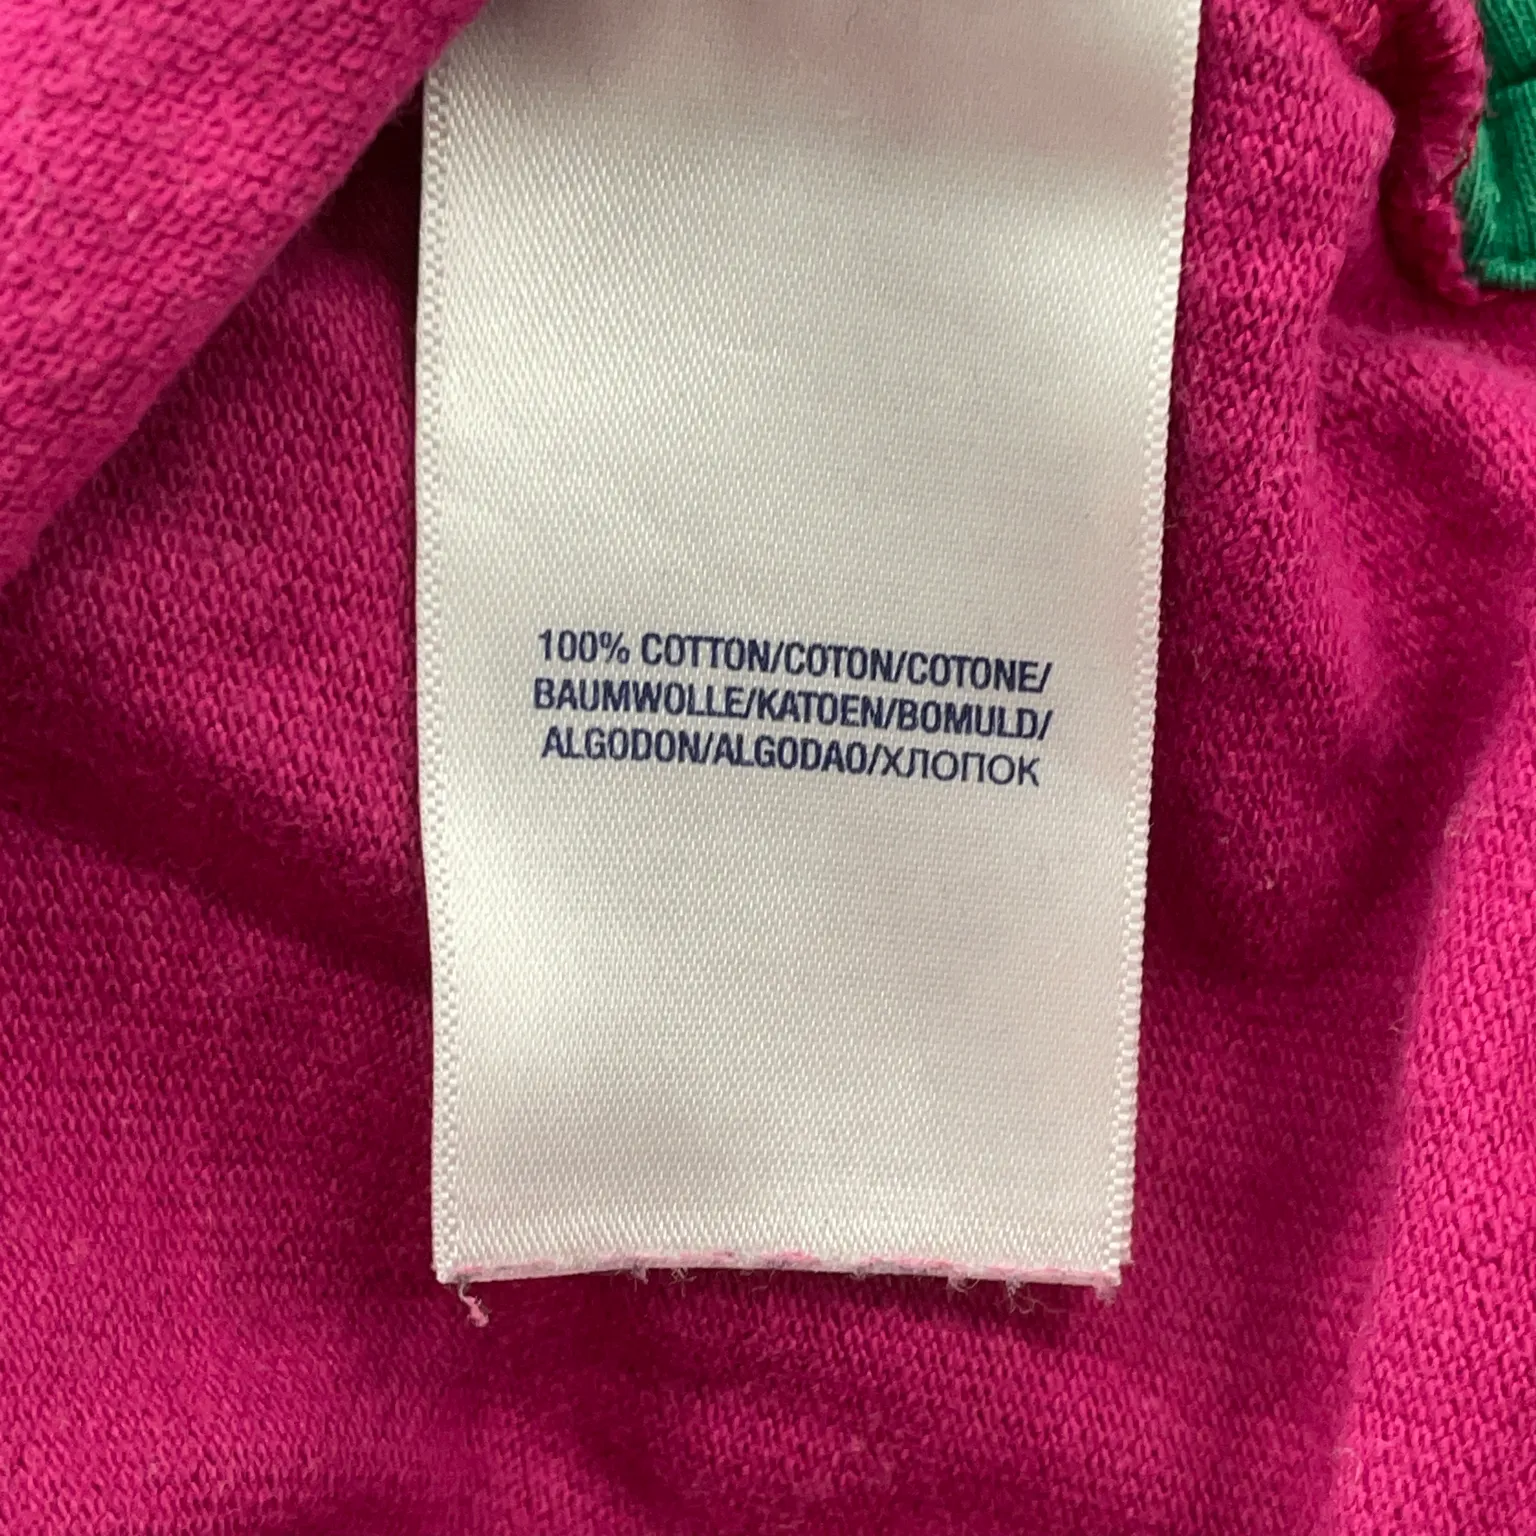 100% COTTON/COTON/COTONE/
BAUMWOLLE/KATOEN/BOMULD/
ALGODON/ALGODAO/ХЛОПОК